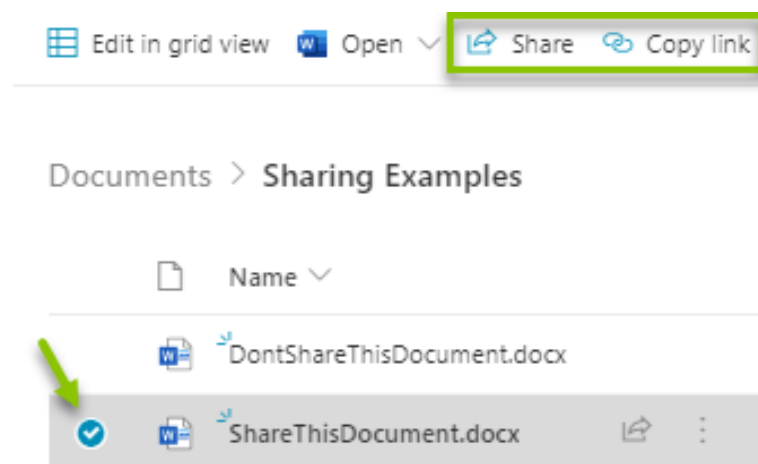 Edit in grid view Open Share Copy link
Documents > Sharing Examples
Name
DontShareThisDocument.docx
ShareThisDocument.docx